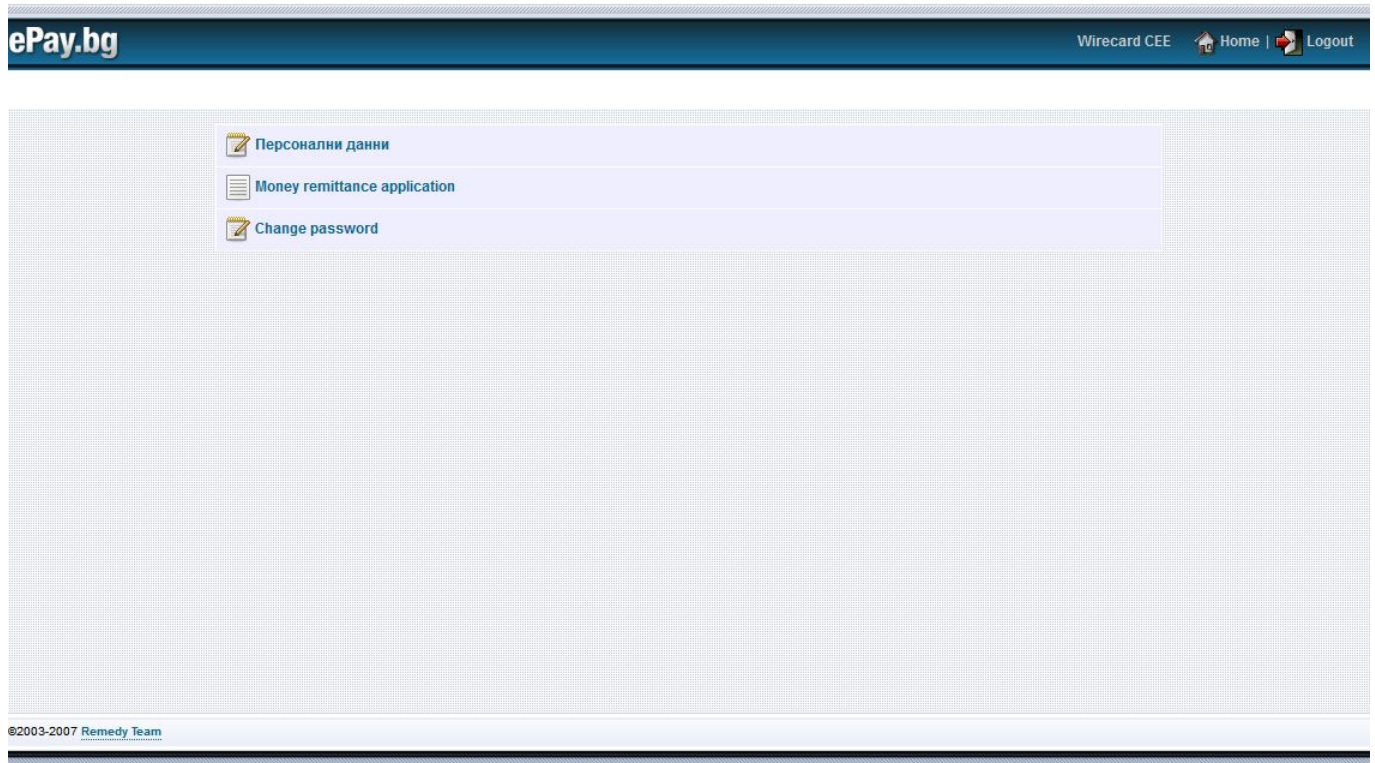 ePay.bg
Wirecard CEE Home | Logout
Персонални данни
Money remittance application
Change password
©2003-2007 Remedy Team